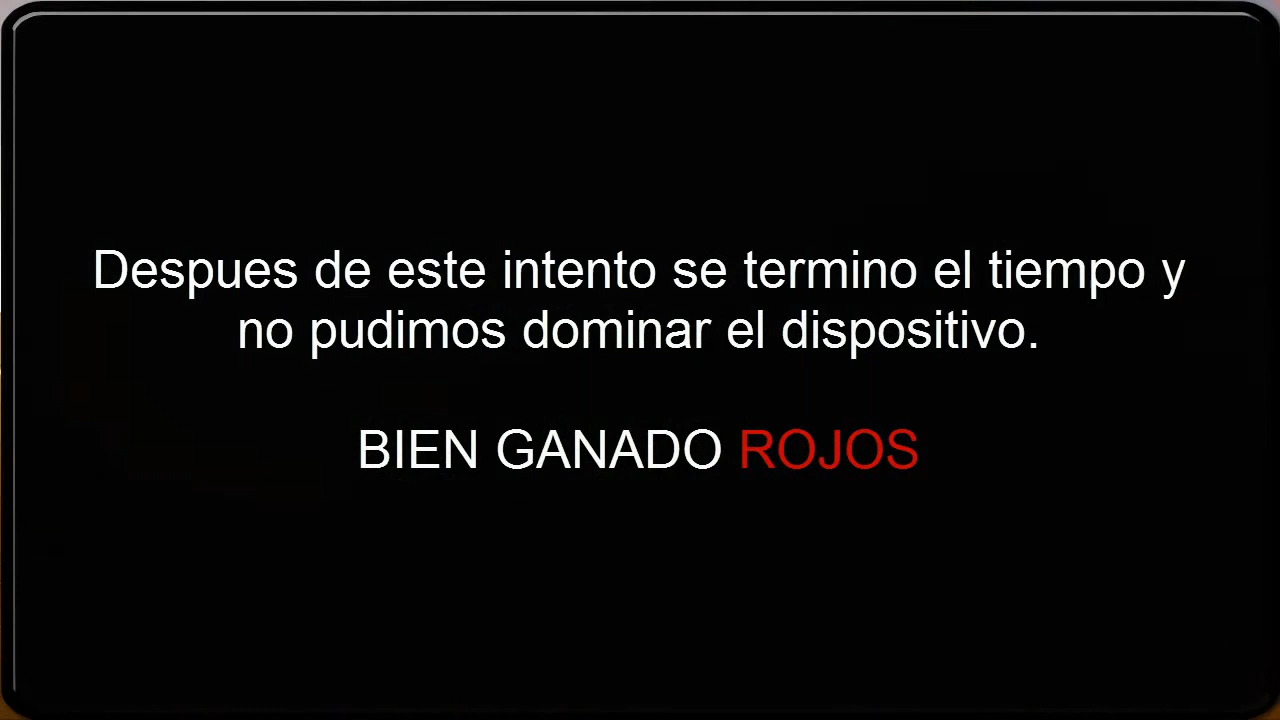 Despues de este intento se termino el tiempo y
no pudimos dominar el dispositivo.
BIEN GANADO ROJOS